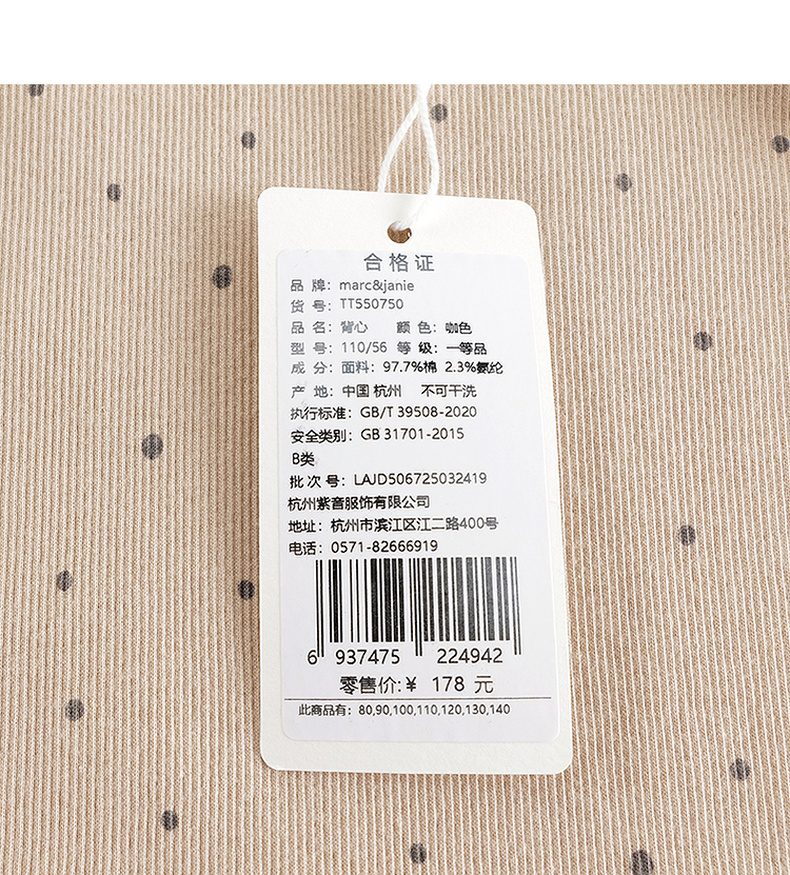 合格证
品 牌：marc&janie
货 号：TT550750
品 名：背心 颜 色：咖色
型 号：110/56 等 级：一等品
成 分：面料：97.7%棉 2.3%氨纶
产 地：中国 杭州 不可干洗
执行标准：GB/T 39508-2020
安全类别：GB 31701-2015
B类
批 次 号：LAJD506725032419
杭州紫音服饰有限公司
地址：杭州市滨江区江二路400号
电话：0571-82666919
6 937475 224942
零售价:￥ 178 元
此商品有：80,90,100,110,120,130,140